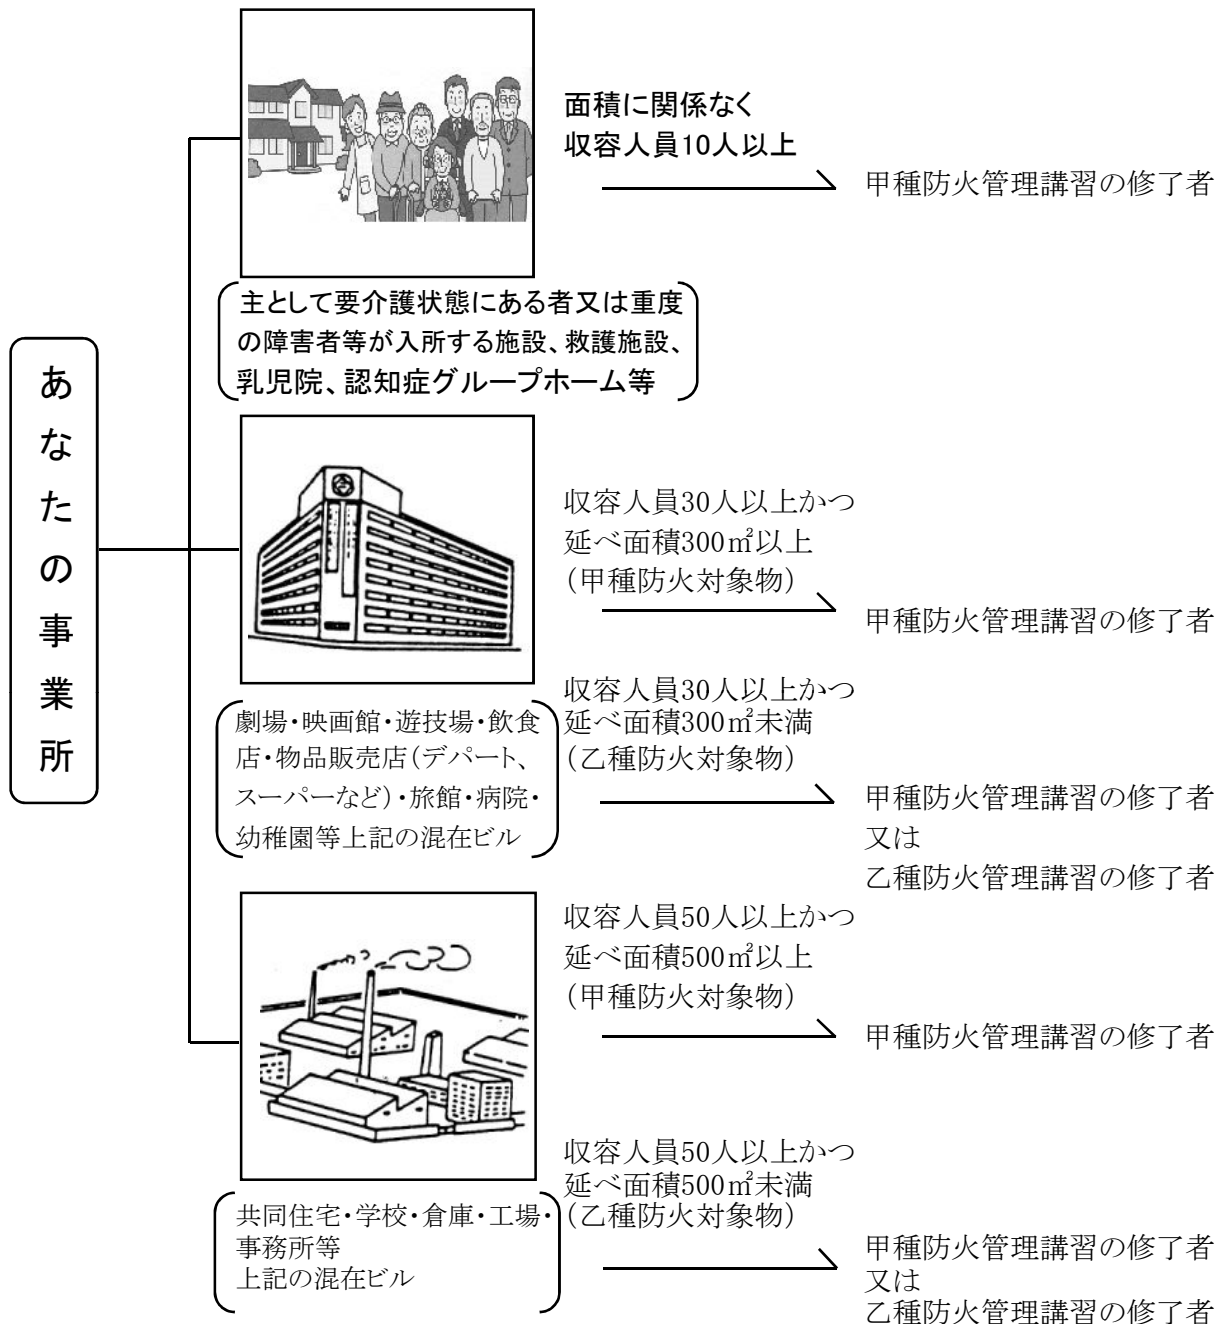 あなたの事業所
面積に関係なく
収容人員10人以上
甲種防火管理講習の修了者
主として要介護状態にある者又は重度
の障害者等が入所する施設、救護施設、
乳児院、認知症グループホーム等
収容人員30人以上かつ
延べ面積300㎡以上
(甲種防火対象物)
甲種防火管理講習の修了者
収容人員30人以上かつ
延べ面積300㎡未満
(乙種防火対象物)
甲種防火管理講習の修了者
又は
乙種防火管理講習の修了者
劇場・映画館・遊技場・飲食
店・物品販売店(デパート、
スーパーなど)・旅館・病院・
幼稚園等上記の混在ビル
収容人員50人以上かつ
延べ面積500㎡以上
(甲種防火対象物)
甲種防火管理講習の修了者
収容人員50人以上かつ
延べ面積500㎡未満
(乙種防火対象物)
甲種防火管理講習の修了者
又は
乙種防火管理講習の修了者
共同住宅・学校・倉庫・工場・
事務所等
上記の混在ビル